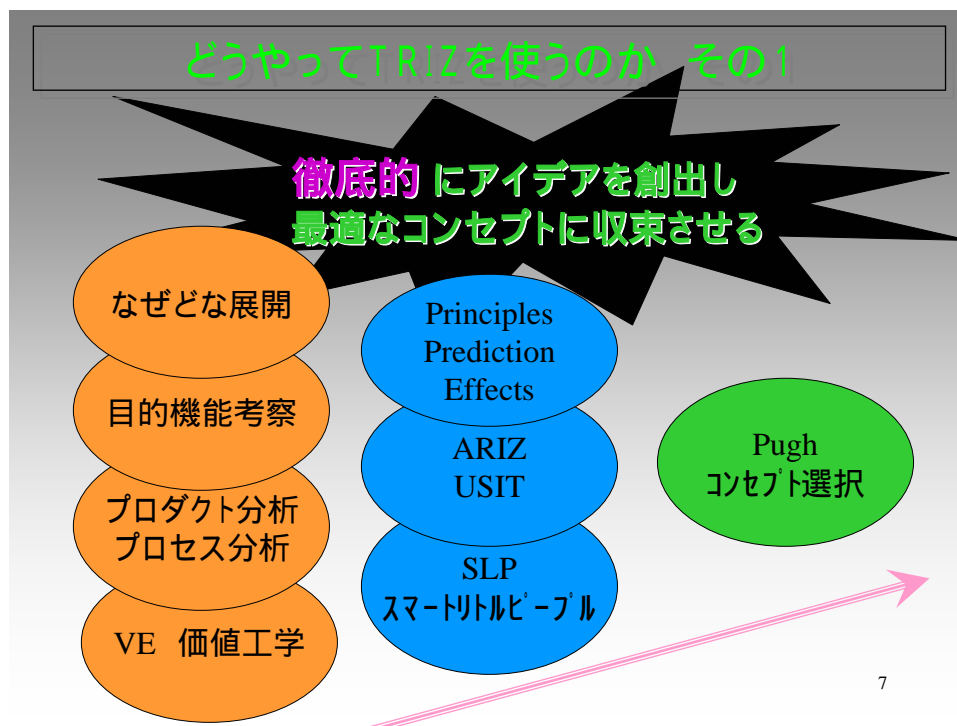 どうやってTRIZを使うのか その1
徹底的 にアイデアを創出し
最適なコンセプトに収束させる
なぜどな展開
目的機能考察
プロダクト分析
プロセス分析
VE 価値工学
Principles
Prediction
Effects
ARIZ
USIT
SLP
ｽﾏｰﾄﾘﾄﾙﾋﾟｰﾌﾟﾙ
Pugh
ｺﾝｾﾌﾟﾄ選択
7